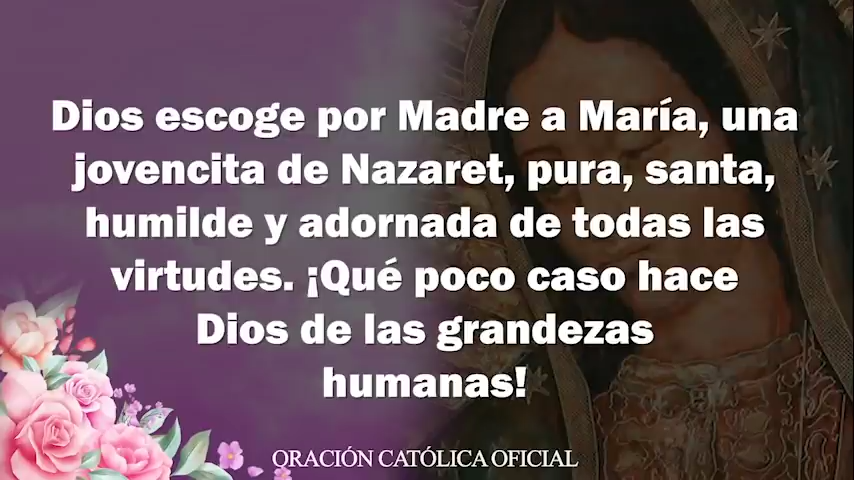 Dios escoge por Madre a María, una
jovencita de Nazaret, pura, santa,
humilde y adornada de todas las
virtudes. ¡Qué poco caso hace
Dios de las grandezas
humanas!
ORACIÓN CATÓLICA OFICIAL